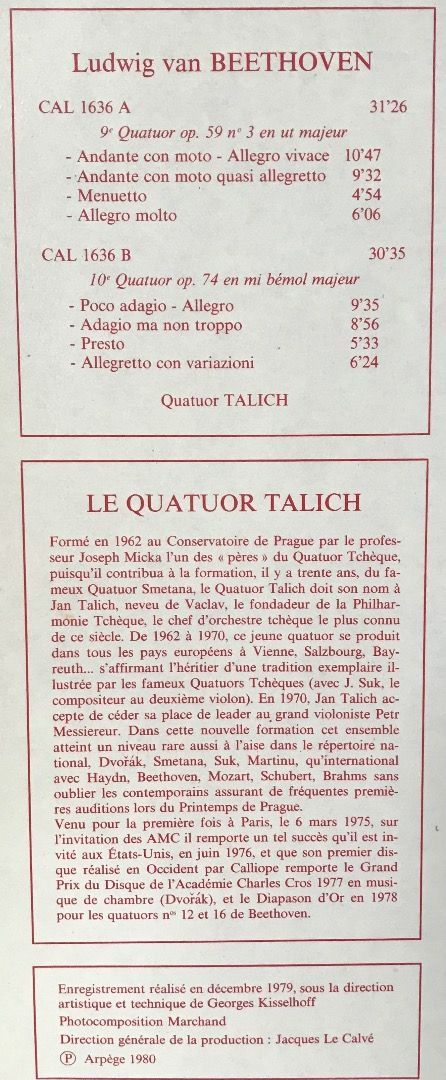 Ludwig van BEETHOVEN
CAL 1636 A 31'26
9e Quatuor op. 59 n° 3 en ut majeur
- Andante con moto - Allegro vivace 10'47
- Andante con moto quasi allegretto 9'32
- Menuetto 4'54
- Allegro molto 6'06
CAL 1636 B 30'35
10e Quatuor op. 74 en mi bémol majeur
- Poco adagio - Allegro 9'35
- Adagio ma non troppo 8'56
- Presto 5'33
- Allegretto con variazioni 6'24
Quatuor TALICH
LE QUATUOR TALICH
Formé en 1962 au Conservatoire de Prague par le profes-
seur Joseph Micka l'un des « pères » du Quatuor Tchèque,
puisqu'il contribua à la formation, il y a trente ans, du fa-
meux Quatuor Smetana, le Quatuor Talich doit son nom à
Jan Talich, neveu de Vaclav, le fondadeur de la Philhar-
monie Tchèque, le chef d'orchestre tchèque le plus connu
de ce siècle. De 1962 à 1970, ce jeune quatuor se produit
dans tous les pays européens à Vienne, Salzbourg, Bay-
reuth... s'affirmant l'héritier d'une tradition exemplaire il-
lustrée par les fameux Quatuors Tchèques (avec J. Suk, le
compositeur au deuxième violon). En 1970, Jan Talich ac-
cepte de céder sa place de leader au grand violoniste Petr
Messiereur. Dans cette nouvelle formation cet ensemble
atteint un niveau rare aussi à l'aise dans le répertoire na-
tional, Dvořák, Smetana, Suk, Martinu, qu'international
avec Haydn, Beethoven, Mozart, Schubert, Brahms sans
oublier les contemporains assurant de fréquentes premiè-
res auditions lors du Printemps de Prague.
Venu pour la première fois à Paris, le 6 mars 1975, sur
l'invitation des AMC il remporte un tel succès qu'il est in-
vité aux États-Unis, en juin 1976, et que son premier dis-
que réalisé en Occident par Calliope remporte le Grand
Prix du Disque de l'Académie Charles Cros 1977 en musi-
que de chambre (Dvořák), et le Diapason d'Or en 1978
pour les quatuors nos 12 et 16 de Beethoven.
Enregistrement réalisé en décembre 1979, sous la direction
artistique et technique de Georges Kisselhoff
Photocomposition Marchand
Direction générale de la production : Jacques Le Calvé
Ⓟ Arpège 1980